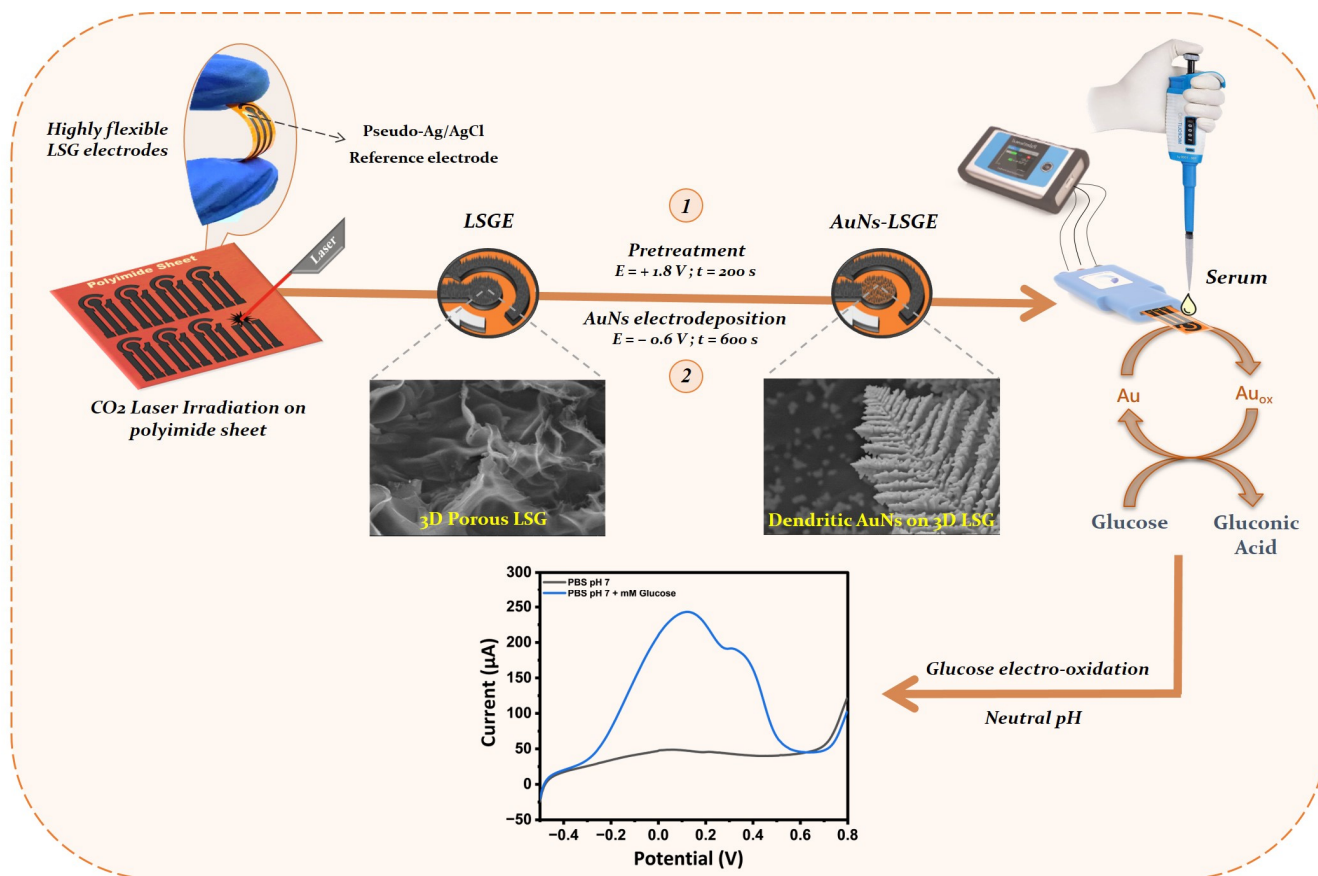 Highly flexible
LSG electrodes
Pseudo-Ag/AgCl
Reference electrode
Laser
Polyimide Sheet
CO2 Laser Irradiation on
polyimide sheet
LSGE
1
Pretreatment
E = + 1.8 V ; t = 200 s
AuNs electrodeposition
E = − 0.6 V ; t = 600 s
2
AuNs-LSGE
3D Porous LSG
Dendritic AuNs on 3D LSG
Serum
Au
Auox
Glucose
Gluconic
Acid
Glucose electro-oxidation
Neutral pH
PBS pH 7
PBS pH 7 + mM Glucose
Current (µA)
300
250
200
150
100
50
0
−50
−0.4
−0.2
0.0
0.2
0.4
0.6
0.8
Potential (V)